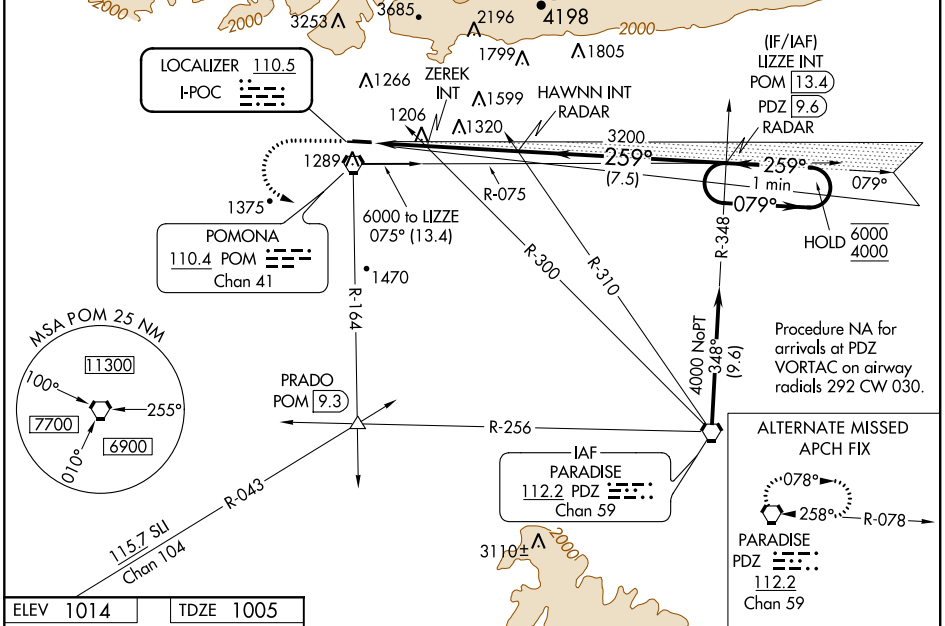 2000
3253
3685
2196
4198
2000
1799
1805
(IF/IAF)
LIZZE INT
POM 13.4
PDZ 9.6
RADAR
LOCALIZER 110.5
I-POC
1266
ZEREK
INT
1599
HAWNN INT
RADAR
1206
1320
3200
1289
259°
(7.5)
259°
1 min
079°
079°
R-075
6000 to LIZZE
075° (13.4)
HOLD 6000
4000
1375
POMONA
110.4 POM
Chan 41
1470
R-164
R-300
R-310
R-348
4000 NoPT
348°
(9.6)
Procedure NA for
arrivals at PDZ
VORTAC on airway
radials 292 CW 030.
MSA POM 25 NM
11300
100°
255°
7700
6900
010°
PRADO
POM 9.3
R-256
R-043
115.7 SLI
Chan 104
IAF
PARADISE
112.2 PDZ
Chan 59
ALTERNATE MISSED
APCH FIX
078°
258°
R-078
PARADISE
PDZ
112.2
Chan 59
3110±
2000
ELEV 1014
TDZE 1005